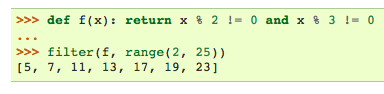 >>> def f(x): return x % 2 != 0 and x % 3 != 0
...
>>> filter(f, range(2, 25))
[5, 7, 11, 13, 17, 19, 23]